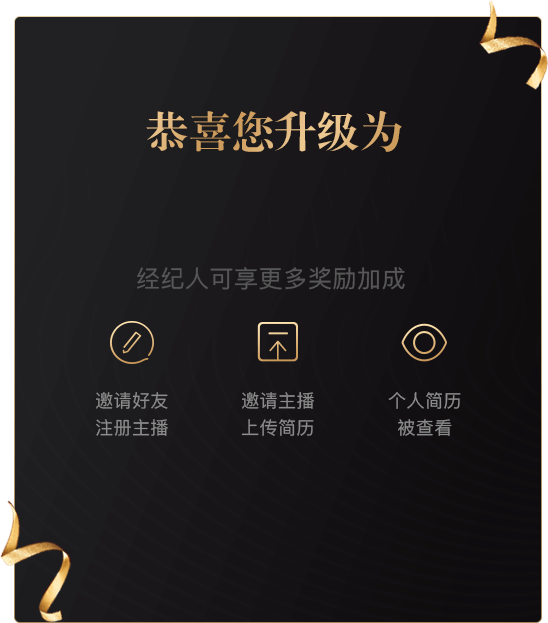 恭喜您升级为
经纪人可享更多奖励加成
邀请好友
注册主播
邀请主播
上传简历
个人简历
被查看